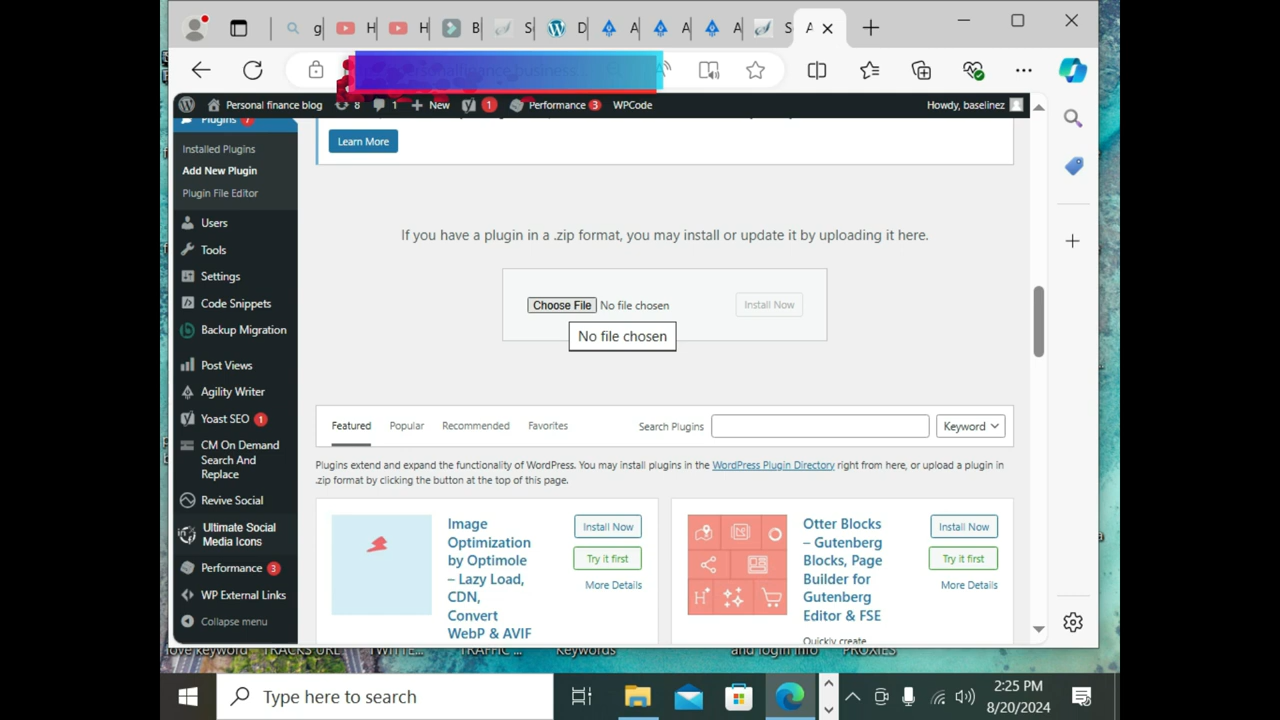 g
H
H
B
S
D
A
A
A
S
A
Personal finance blog
8
1
New
1
Performance 3
WPCode
Howdy, baselinez
Plugins 7
Installed Plugins
Add New Plugin
Plugin File Editor
Users
Tools
Settings
Code Snippets
Backup Migration
Post Views
Agility Writer
Yoast SEO 1
CM On Demand
Search And
Replace
Revive Social
Ultimate Social
Media Icons
Performance 3
WP External Links
Collapse menu
Learn More
If you have a plugin in a .zip format, you may install or update it by uploading it here.
Choose File No file chosen
Install Now
No file chosen
Featured
Popular
Recommended
Favorites
Search Plugins
Keyword
Plugins extend and expand the functionality of WordPress. You may install plugins in the WordPress Plugin Directory right from here, or upload a plugin in
.zip format by clicking the button at the top of this page.
Image
Optimization
by Optimole
– Lazy Load,
CDN,
Convert
WebP & AVIF
Install Now
Try it first
More Details
Otter Blocks
– Gutenberg
Blocks, Page
Builder for
Gutenberg
Editor & FSE
Quickly create
Install Now
Try it first
More Details
love keyword
TRACKS URL...
TWITTE...
TRAFFIC ...
Keywords
and login info
PROXIES
Type here to search
2:25 PM
8/20/2024